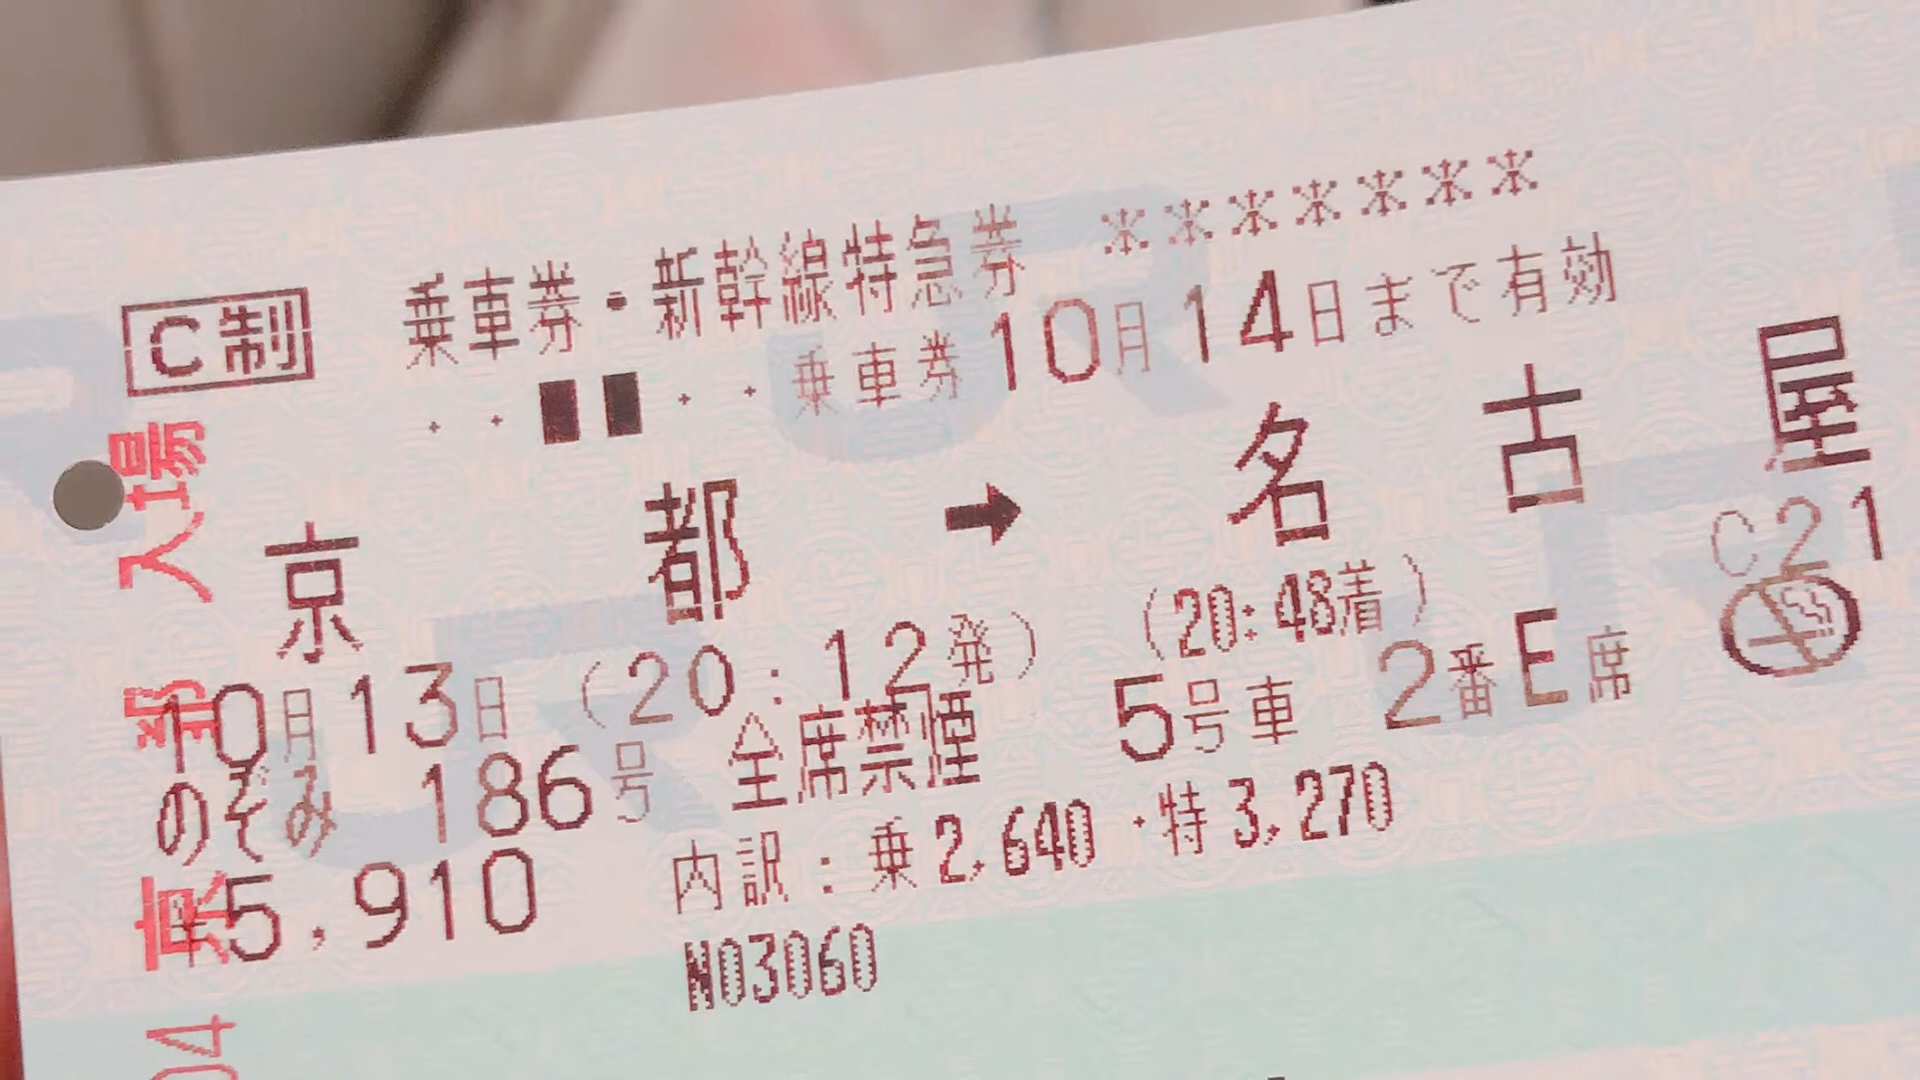 C制 乗車券・新幹線特急券 *******
・・■■・・乗車券10月14日まで有効
京都 → 名古屋
C21
10月13日 (20:12発) (20:48着)
のぞみ 186号 全席禁煙 5号車 2番E席
5,910 内訳:乗2,640・特3,270
N03060
京都 入場
04